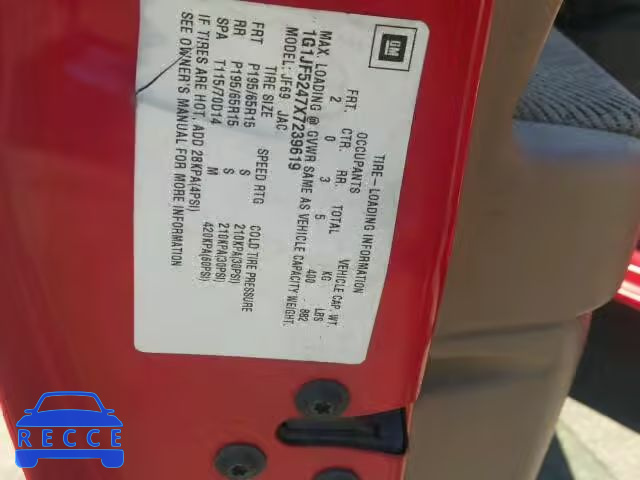 GM
TIRE-LOADING INFORMATION
OCCUPANTS VEHICLE CAP. WT.
FRT. CTR. RR. TOTAL KG LBS
2 0 3 5 400 882
MAX. LOADING @ GVWR SAME AS VEHICLE CAPACITY WEIGHT.
1G1JF5247X7239619
MODEL: JF69 JAC
TIRE SIZE SPEED RTG COLD TIRE PRESSURE
FRT P195/65R15 S 210KPA(30PSI)
RR P195/65R15 S 210KPA(30PSI)
SPA T115/70D14 M 420KPA(60PSI)
IF TIRES ARE HOT, ADD 28KPA(4PSI)
SEE OWNER'S MANUAL FOR MORE INFORMATION
RECCE